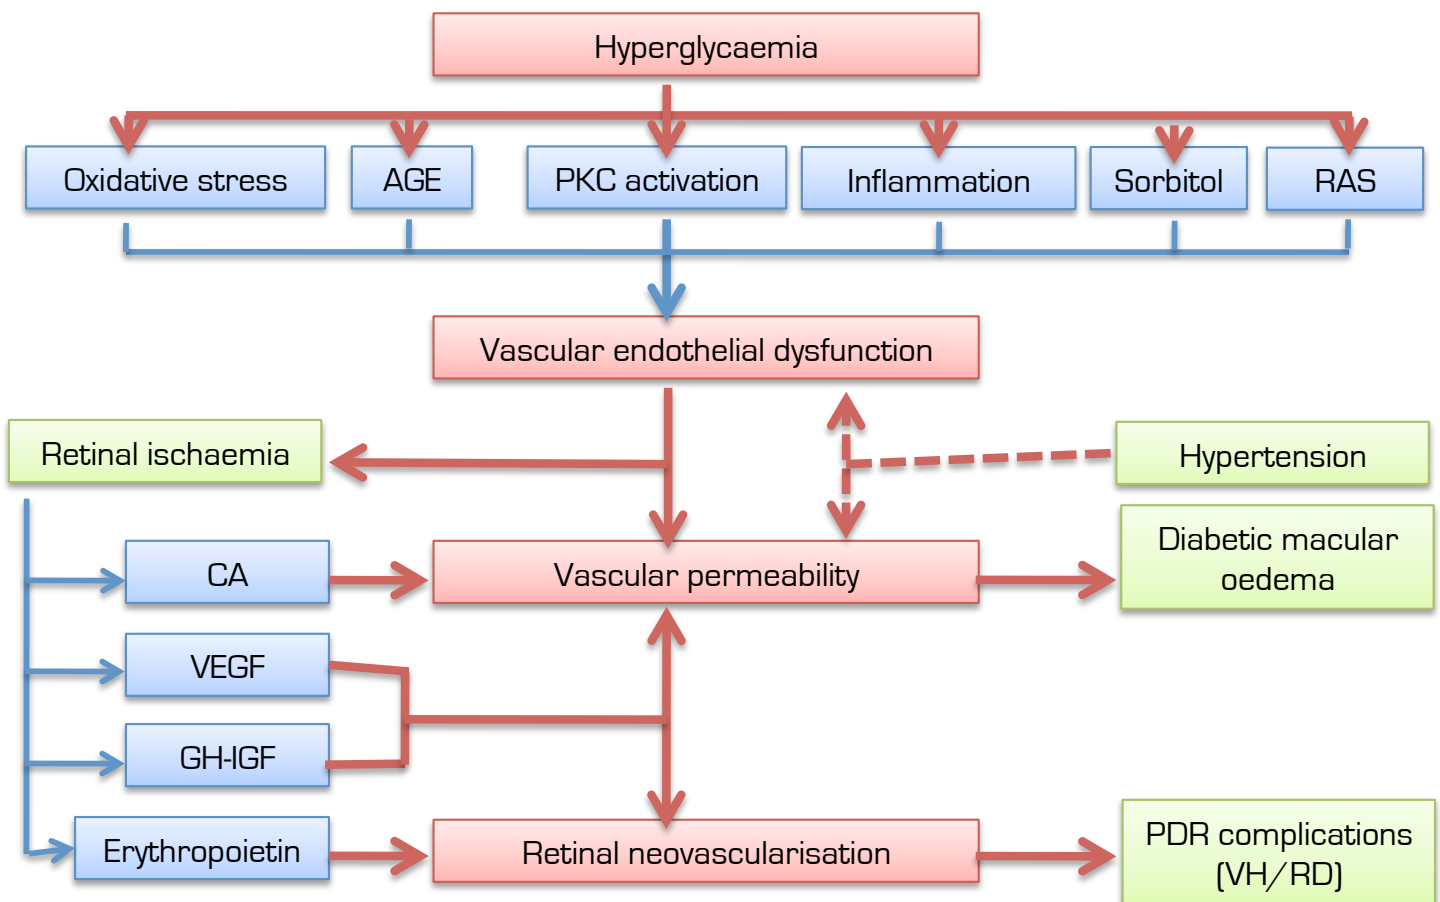 Hyperglycaemia
Oxidative stress
AGE
PKC activation
Inflammation
Sorbitol
RAS
Vascular endothelial dysfunction
Retinal ischaemia
Hypertension
CA
Vascular permeability
Diabetic macular
oedema
VEGF
GH-IGF
Erythropoietin
Retinal neovascularisation
PDR complications
(VH/RD)